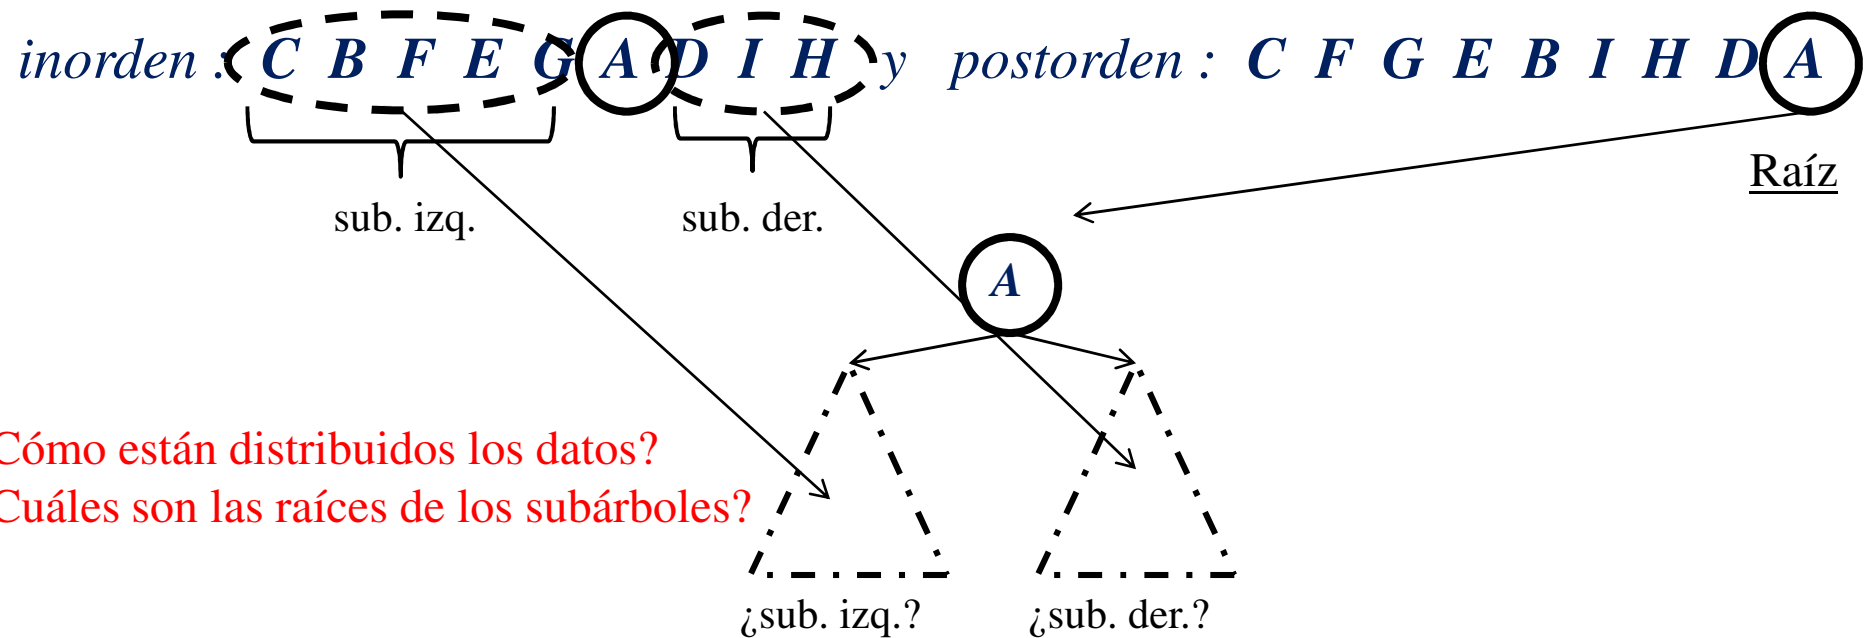 inorden : C B F E G A D I H y postorden : C F G E B I H D A
Raíz
sub. izq. sub. der.
A
Cómo están distribuidos los datos?
Cuáles son las raíces de los subárboles?
¿sub. izq.? ¿sub. der.?